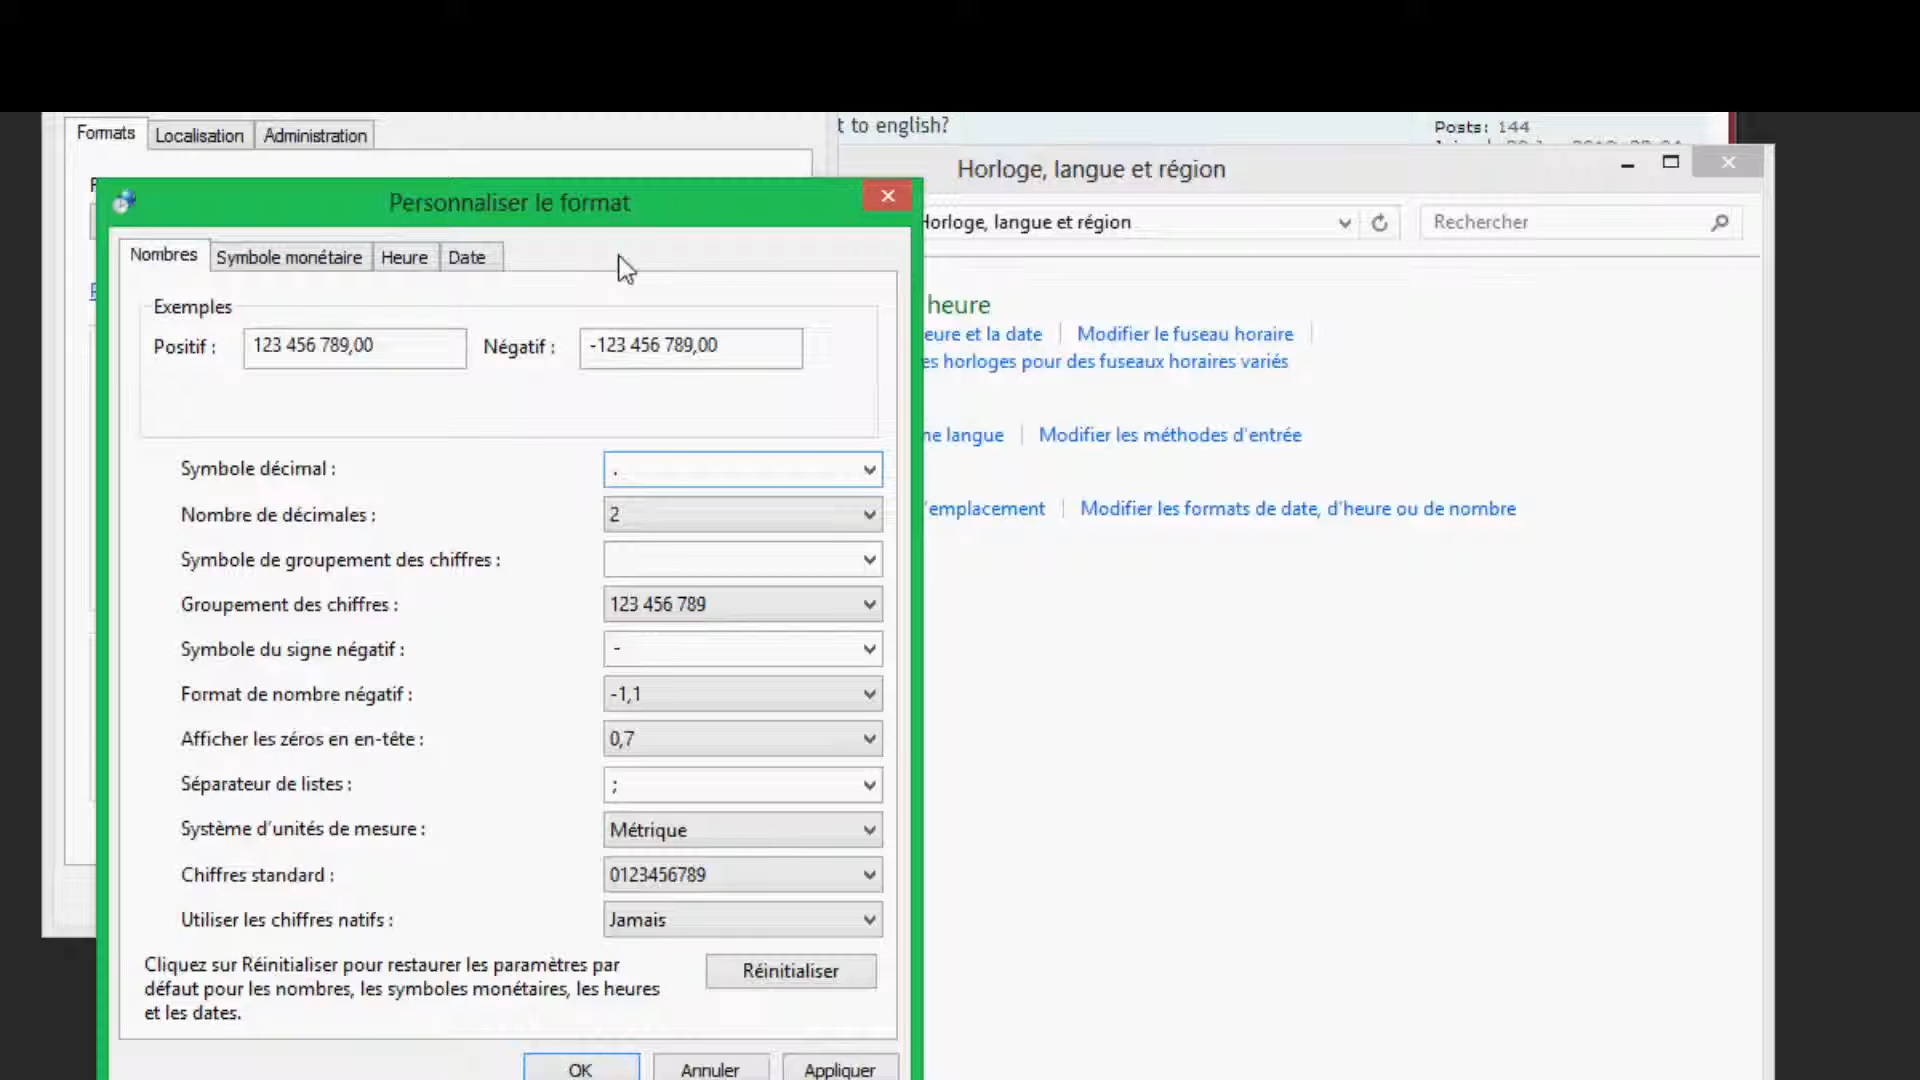 t to english?
Posts: 144
Formats
Localisation
Administration
Horloge, langue et région
Horloge, langue et région
Rechercher
heure
eure et la date
Modifier le fuseau horaire
es horloges pour des fuseaux horaires variés
ne langue
Modifier les méthodes d'entrée
'emplacement
Modifier les formats de date, d'heure ou de nombre
Personnaliser le format
Nombres
Symbole monétaire
Heure
Date
Exemples
Positif : 123 456 789,00 Négatif : -123 456 789,00
Symbole décimal : .
Nombre de décimales : 2
Symbole de groupement des chiffres :
Groupement des chiffres : 123 456 789
Symbole du signe négatif : -
Format de nombre négatif : -1,1
Afficher les zéros en en-tête : 0,7
Séparateur de listes : ;
Système d'unités de mesure : Métrique
Chiffres standard : 0123456789
Utiliser les chiffres natifs : Jamais
Cliquez sur Réinitialiser pour restaurer les paramètres par
défaut pour les nombres, les symboles monétaires, les heures
et les dates.
Réinitialiser
OK
Annuler
Appliquer